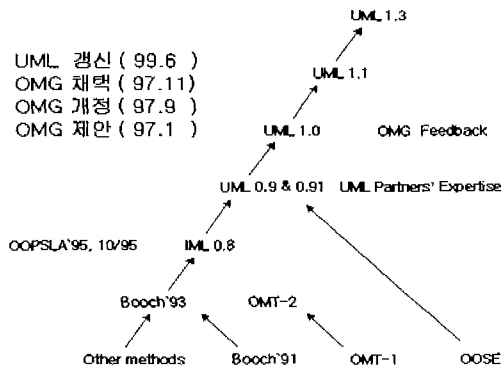 UML 1.3
UML 갱신 ( 99.6 )
UML 1.1
OMG 채택 ( 97.11)
OMG 개정 ( 97.9 )
OMG 제안 ( 97.1 )
UML 1.0 OMG Feedback
UML 0.9 & 0.91 UML Partners' Expertise
OOPSLA`95, 10/95 IML 0.8
Booch`93 OMT-2
Other methods Booch`91 OMT-1 OOSE